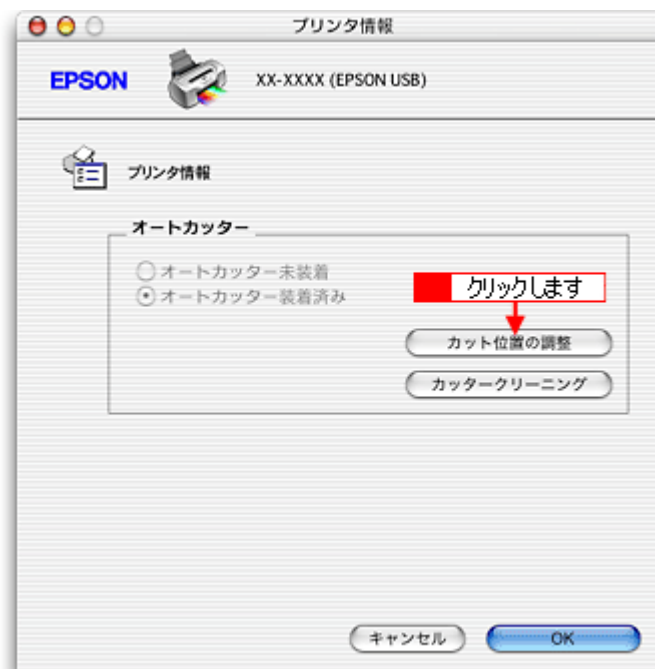 プリンタ情報
EPSON
XX-XXXX (EPSON USB)
プリンタ情報
オートカッター
オートカッター未装着
オートカッター装着済み
クリックします
カット位置の調整
カッタークリーニング
キャンセル
OK